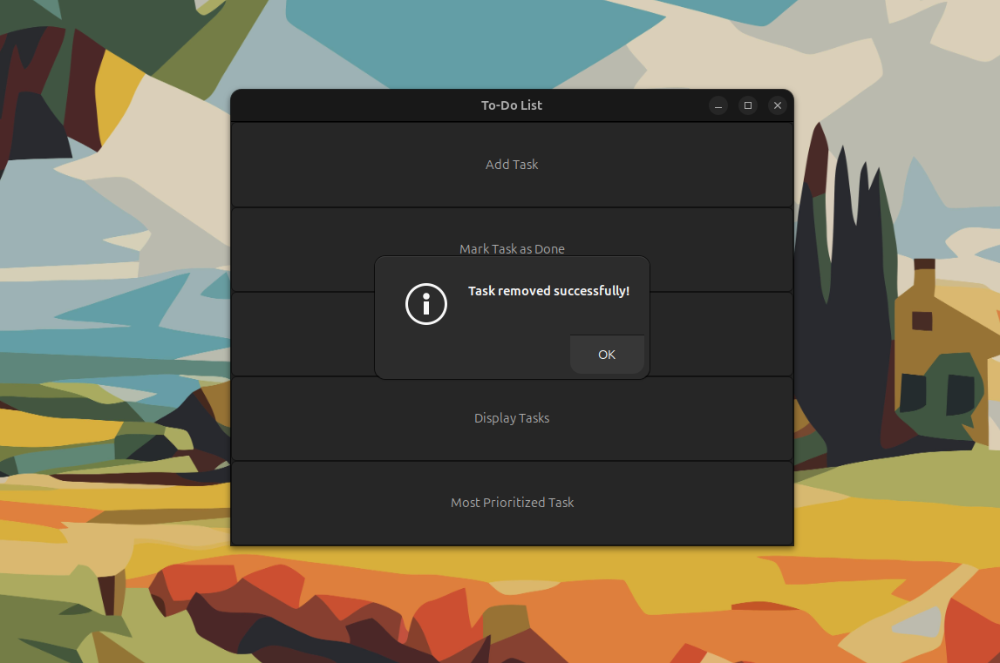 To-Do List
Add Task
Mark Task as Done
Task removed successfully!
OK
Display Tasks
Most Prioritized Task